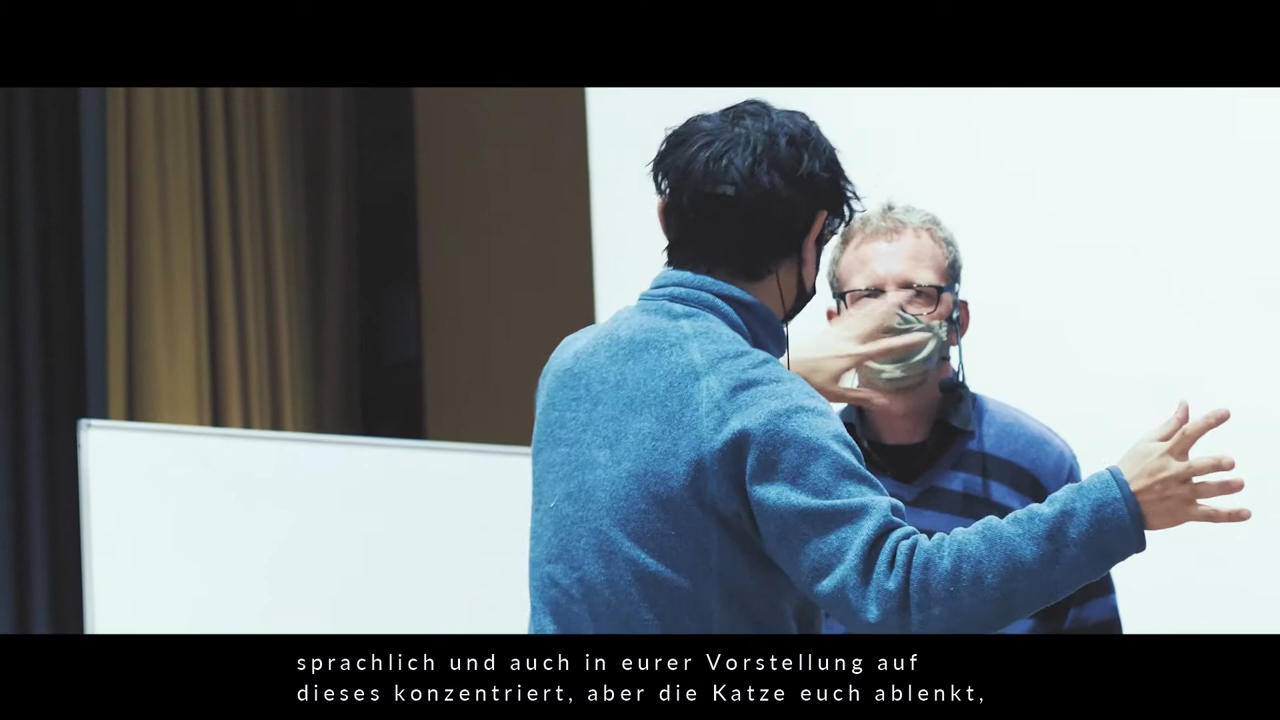 sprachlich und auch in eurer Vorstellung auf
dieses konzentriert, aber die Katze euch ablenkt,